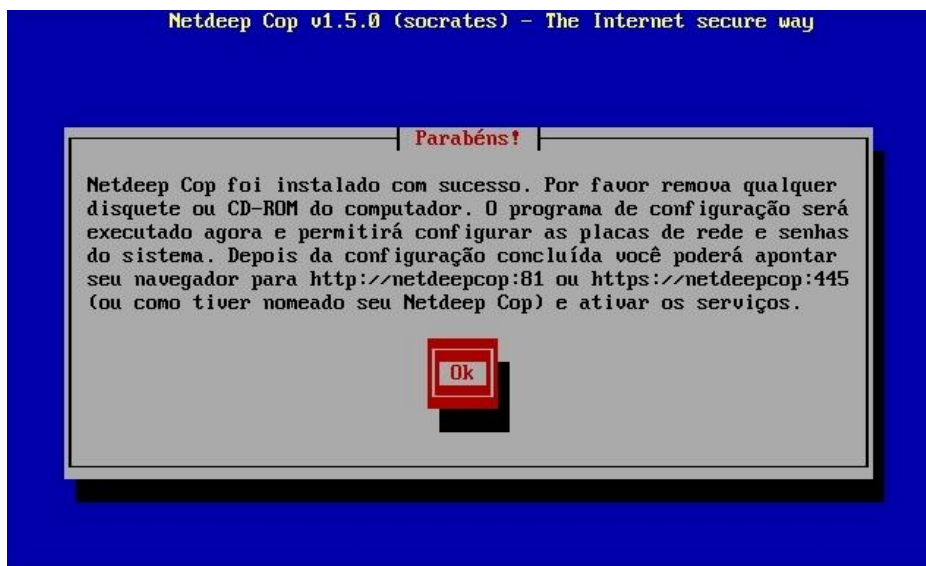 Netdeep Cop v1.5.0 (socrates) - The Internet secure way
Parabéns!
Netdeep Cop foi instalado com sucesso. Por favor remova qualquer
disquete ou CD-ROM do computador. O programa de configuração será
executado agora e permitirá configurar as placas de rede e senhas
do sistema. Depois da configuração concluída você poderá apontar
seu navegador para http://netdeepcop:81 ou https://netdeepcop:445
(ou como tiver nomeado seu Netdeep Cop) e ativar os serviços.
Ok